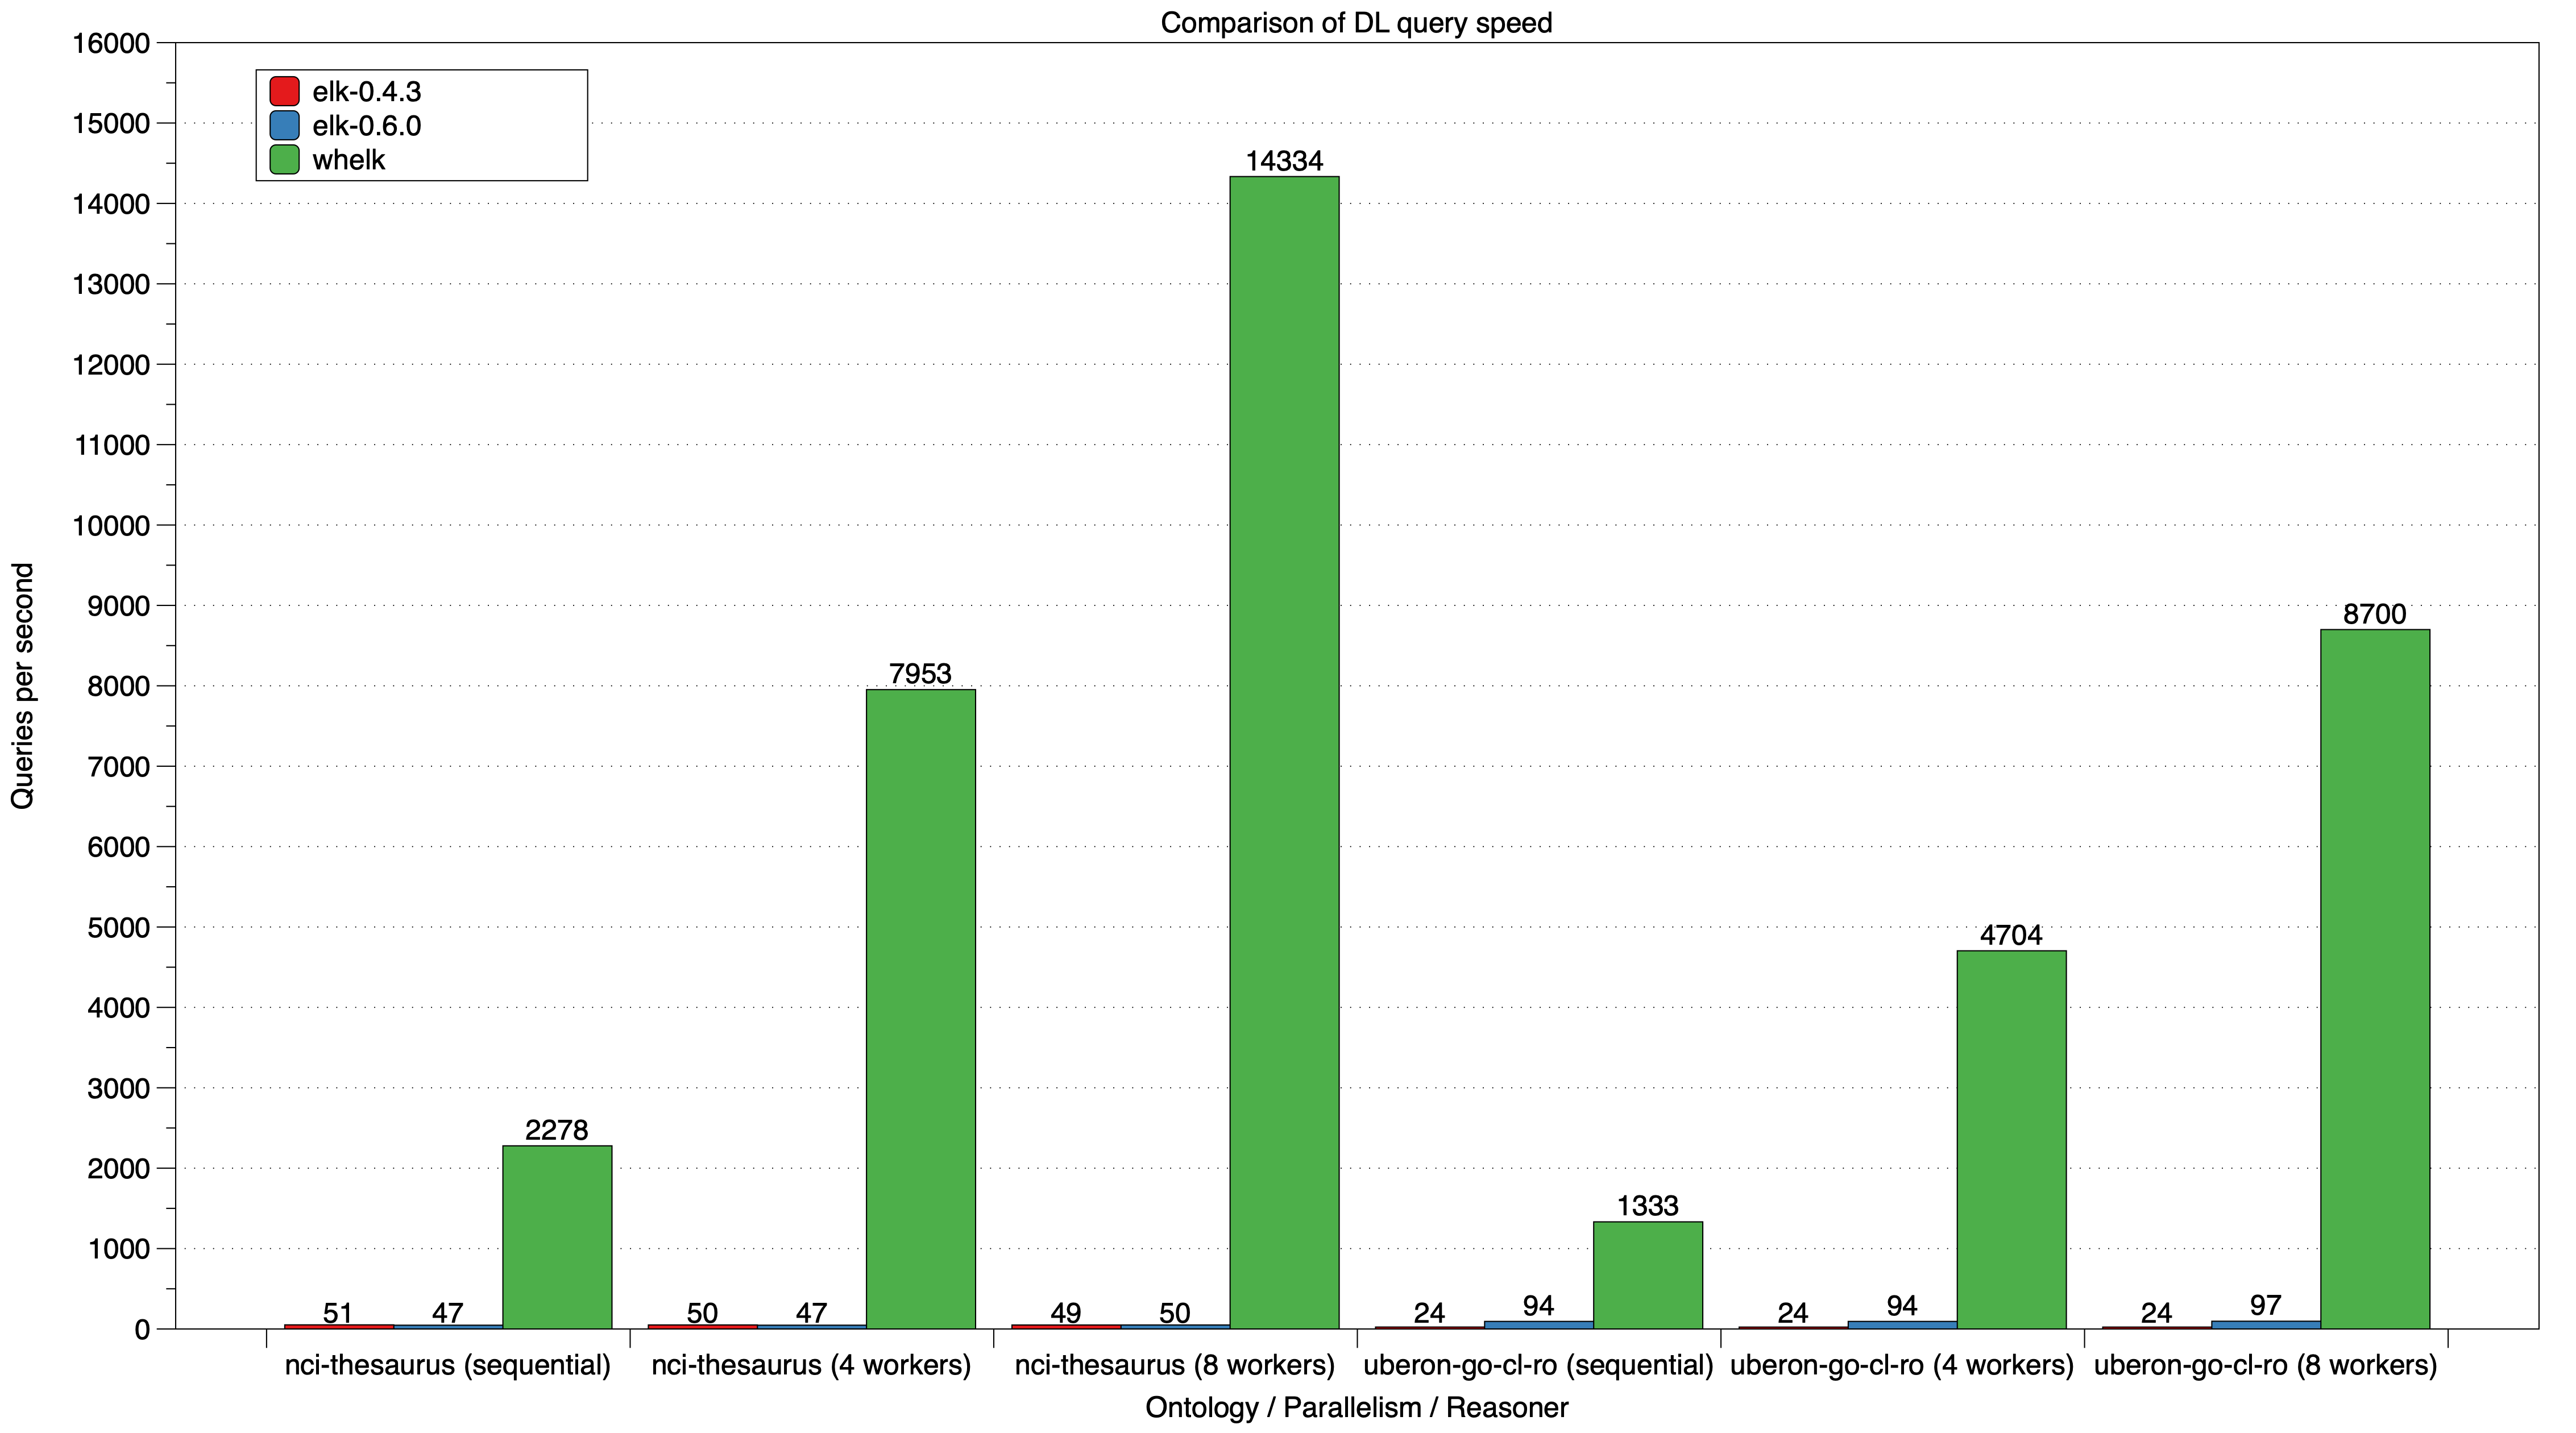 Comparison of DL query speed
16000
15000
14000
13000
12000
11000
10000
9000
8000
7000
6000
5000
4000
3000
2000
1000
0
Queries per second
elk-0.4.3
elk-0.6.0
whelk
51
47
2278
50
47
7953
49
50
14334
24
94
1333
24
94
4704
24
97
8700
nci-thesaurus (sequential)
nci-thesaurus (4 workers)
nci-thesaurus (8 workers)
uberon-go-cl-ro (sequential)
uberon-go-cl-ro (4 workers)
uberon-go-cl-ro (8 workers)
Ontology / Parallelism / Reasoner